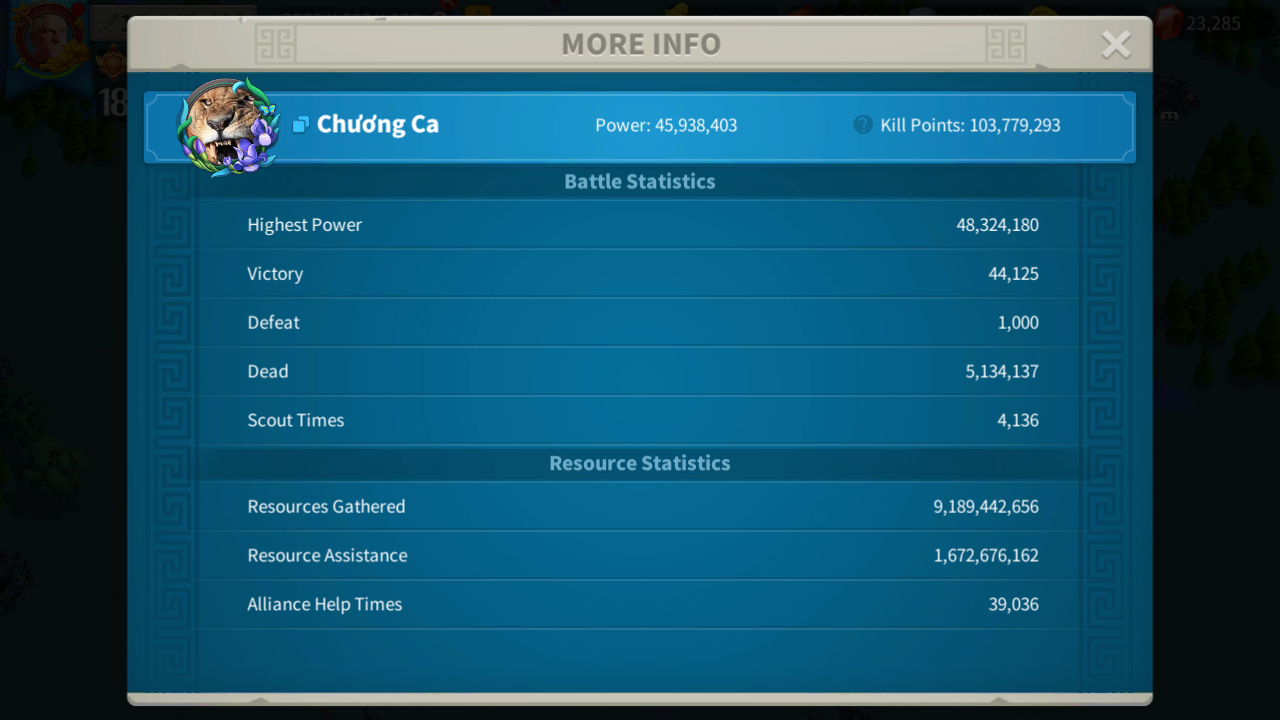 MORE INFO
23,285
18
Chương Ca
Power: 45,938,403
? Kill Points: 103,779,293
22
Battle Statistics
Highest Power 48,324,180
Victory 44,125
Defeat 1,000
Dead 5,134,137
Scout Times 4,136
Resource Statistics
Resources Gathered 9,189,442,656
Resource Assistance 1,672,676,162
Alliance Help Times 39,036